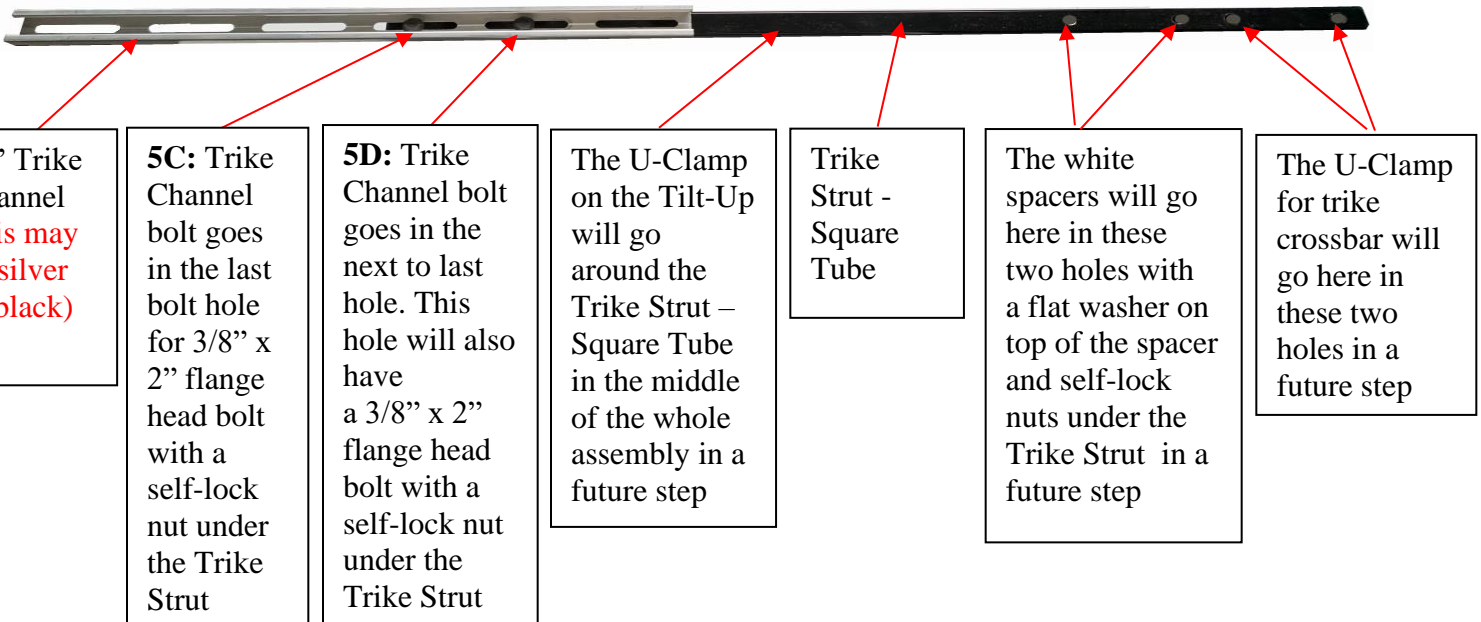 ” Trike
annel
is may
silver
black)
5C: Trike
Channel
bolt goes
in the last
bolt hole
for 3/8” x
2” flange
head bolt
with a
self-lock
nut under
the Trike
Strut
5D: Trike
Channel bolt
goes in the
next to last
hole. This
hole will also
have
a 3/8” x 2”
flange head
bolt with a
self-lock nut
under the
Trike Strut
The U-Clamp
on the Tilt-Up
will go
around the
Trike Strut –
Square Tube
in the middle
of the whole
assembly in a
future step
Trike
Strut -
Square
Tube
The white
spacers will go
here in these
two holes with
a flat washer on
top of the spacer
and self-lock
nuts under the
Trike Strut in a
future step
The U-Clamp
for trike
crossbar will
go here in
these two
holes in a
future step